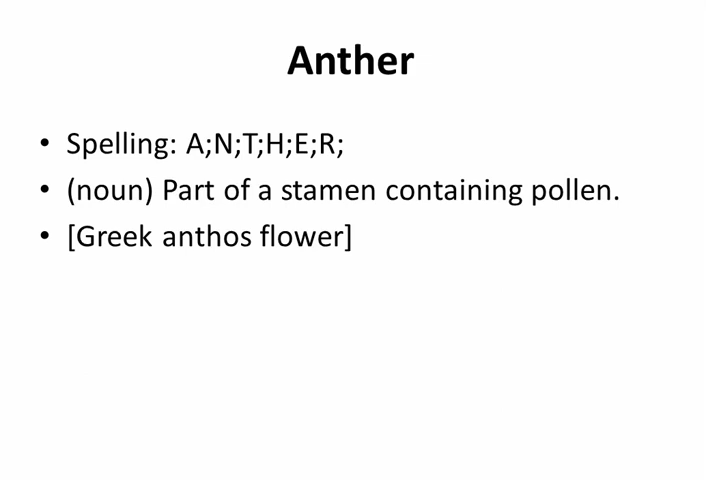 Anther
• Spelling: A;N;T;H;E;R;
• (noun) Part of a stamen containing pollen.
• [Greek anthos flower]